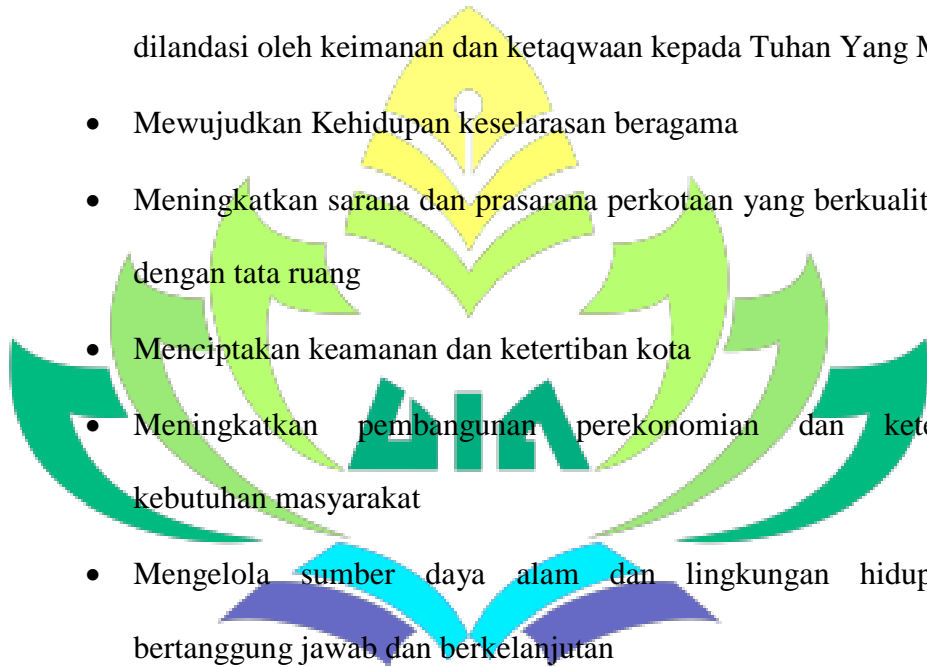 dilandasi oleh keimanan dan ketaqwaan kepada Tuhan Yang
• Mewujudkan Kehidupan keselarasan beragama
• Meningkatkan sarana dan prasarana perkotaan yang
dengan tata ruang
• Menciptakan keamanan dan ketertiban kota
• Meningkatkan pembangunan perekonomian dan
kebutuhan masyarakat
• Mengelola sumber daya alam dan lingkungan hidup
bertanggung jawab dan berkelanjutan